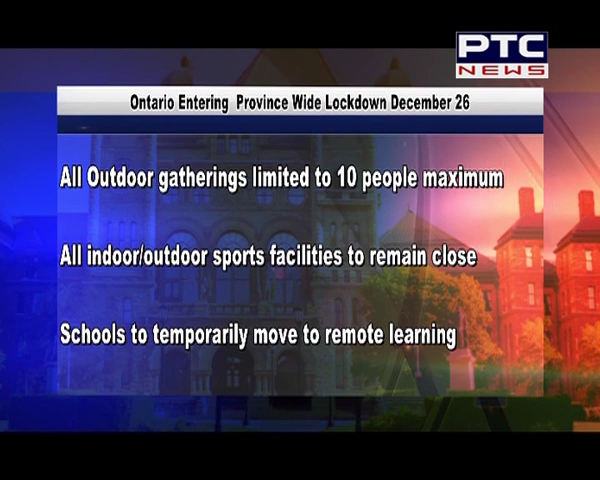 PTC
NEWS
Ontario Entering Province Wide Lockdown December 26
All Outdoor gatherings limited to 10 people maximum
All indoor/outdoor sports facilities to remain close
Schools to temporarily move to remote learning